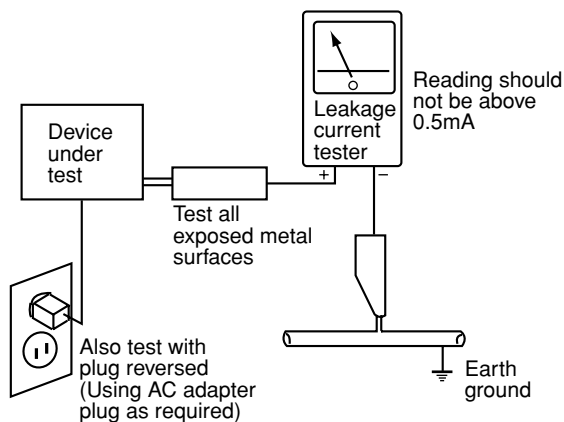 Device
under
test
Leakage
current
tester
+ −
Reading should
not be above
0.5mA
Test all
exposed metal
surfaces
Also test with
plug reversed
(Using AC adapter
plug as required)
Earth
ground